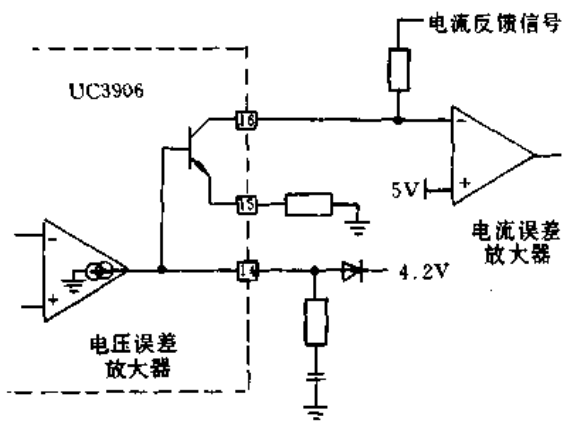 电流反馈信号
UC3906
16
-
5V
+
15
电流误差
放大器
-
14
4.2V
+
电压误差
放大器